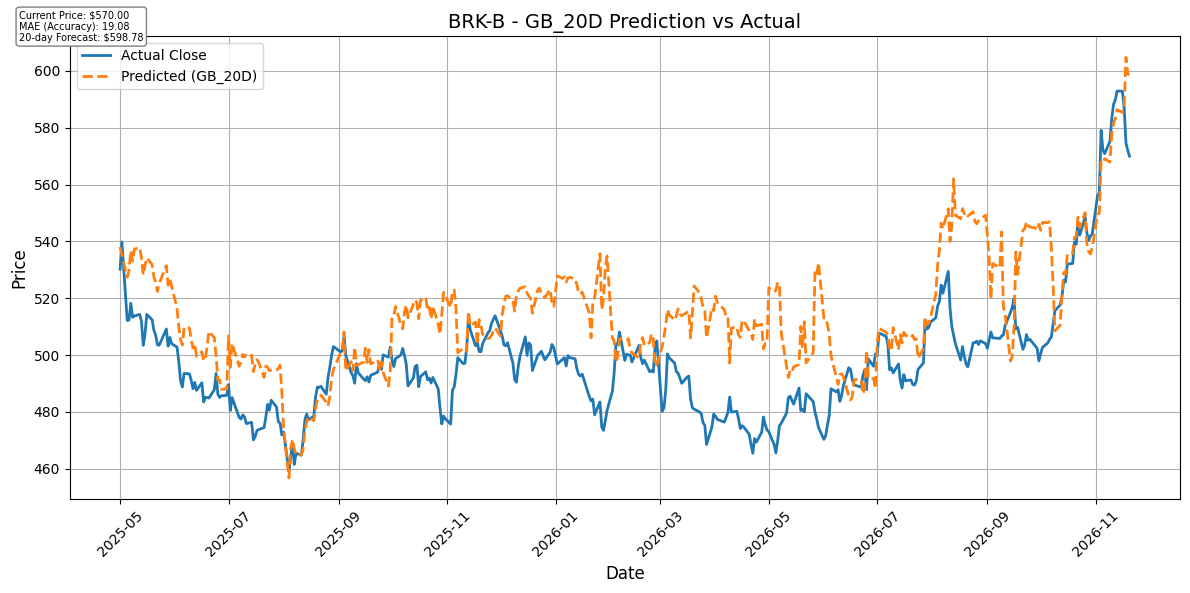 BRK-B - GB_20D Prediction vs Actual
Current Price: $570.00
MAE (Accuracy): 19.08
20-day Forecast: $598.78
Actual Close
Predicted (GB_20D)
Price
600
580
560
540
520
500
480
460
2025-05
2025-07
2025-09
2025-11
2026-01
2026-03
2026-05
2026-07
2026-09
2026-11
Date